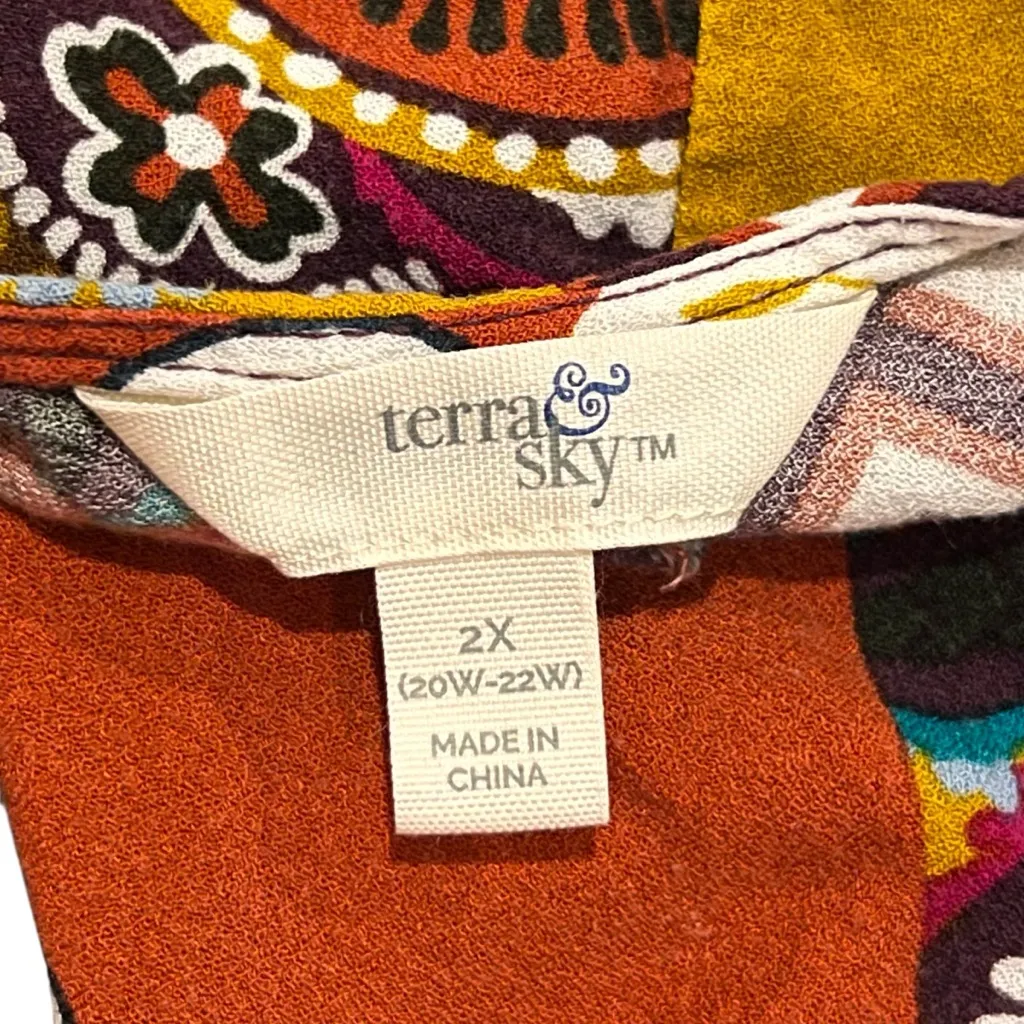 terra &
sky™
2X
(20W-22W)
MADE IN
CHINA